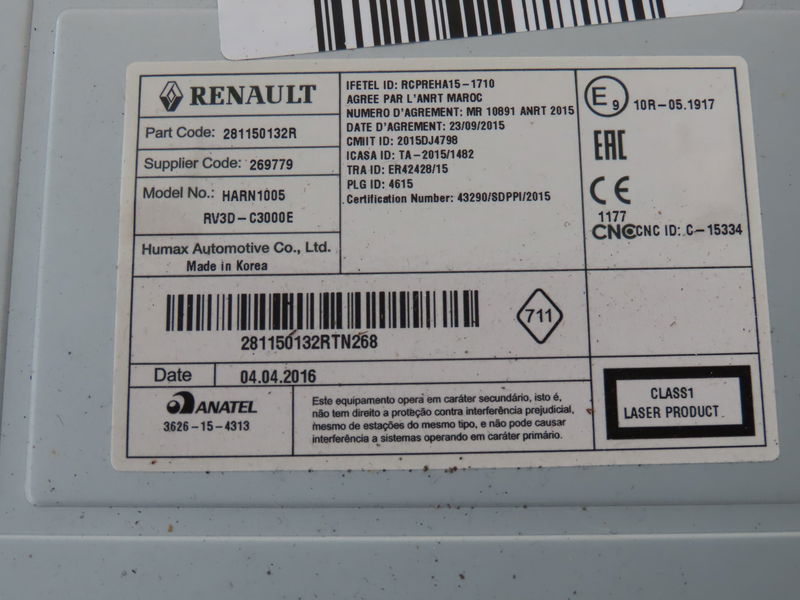 RENAULT
Part Code: 281150132R
Supplier Code: 269779
Model No.: HARN1005
RV3D-C3000E
Humax Automotive Co., Ltd.
Made in Korea
IFETEL ID: RCPREHA15-1710
AGREE PAR L'ANRT MAROC
NUMERO D'AGREMENT: MR 10891 ANRT 2015
DATE D'AGREMENT: 23/09/2015
CMIIT ID: 2015DJ4798
ICASA ID: TA-2015/1482
TRA ID: ER42428/15
PLG ID: 4615
Certification Number: 43290/SDPPI/2015
E9 10R-05.1917
EAC
CE
1177
CNC CNC ID: C-15334
281150132RTN268
711
Date 04.04.2016
ANATEL
3626-15-4313
Este equipamento opera em caráter secundário, isto é,
não tem direito a proteção contra interferência prejudicial,
mesmo de estações do mesmo tipo, e não pode causar
interferência a sistemas operando em caráter primário.
CLASS1
LASER PRODUCT